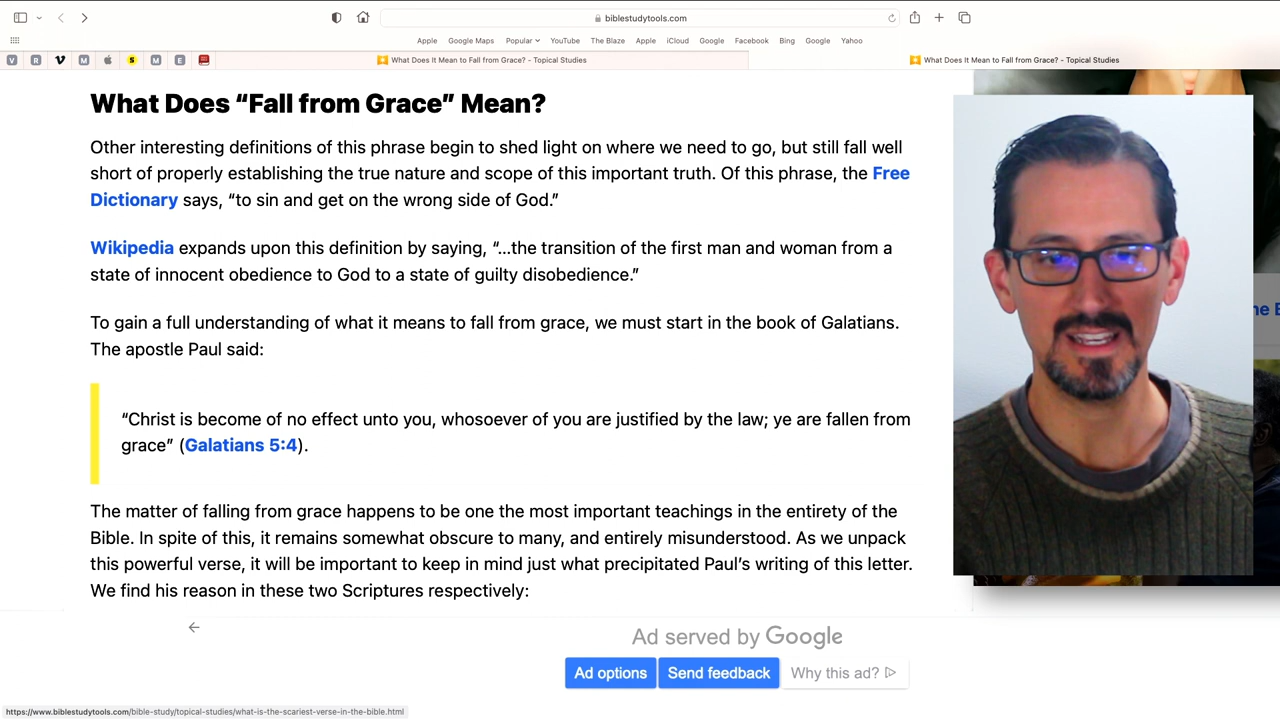 biblestudytools.com
Apple Google Maps Popular YouTube The Blaze Apple iCloud Google Facebook Bing Google Yahoo
V R M S M E What Does It Mean to Fall from Grace? - Topical Studies What Does It Mean to Fall from Grace? - Topical Studies
What Does “Fall from Grace” Mean?
Other interesting definitions of this phrase begin to shed light on where we need to go, but still fall well
short of properly establishing the true nature and scope of this important truth. Of this phrase, the Free
Dictionary says, “to sin and get on the wrong side of God.”
Wikipedia expands upon this definition by saying, “…the transition of the first man and woman from a
state of innocent obedience to God to a state of guilty disobedience.”
To gain a full understanding of what it means to fall from grace, we must start in the book of Galatians.
The apostle Paul said:
“Christ is become of no effect unto you, whosoever of you are justified by the law; ye are fallen from
grace” (Galatians 5:4).
The matter of falling from grace happens to be one the most important teachings in the entirety of the
Bible. In spite of this, it remains somewhat obscure to many, and entirely misunderstood. As we unpack
this powerful verse, it will be important to keep in mind just what precipitated Paul’s writing of this letter.
We find his reason in these two Scriptures respectively:
Ad served by Google
Ad options Send feedback Why this ad?
https://www.biblestudytools.com/bible-study/topical-studies/what-is-the-scariest-verse-in-the-bible.html